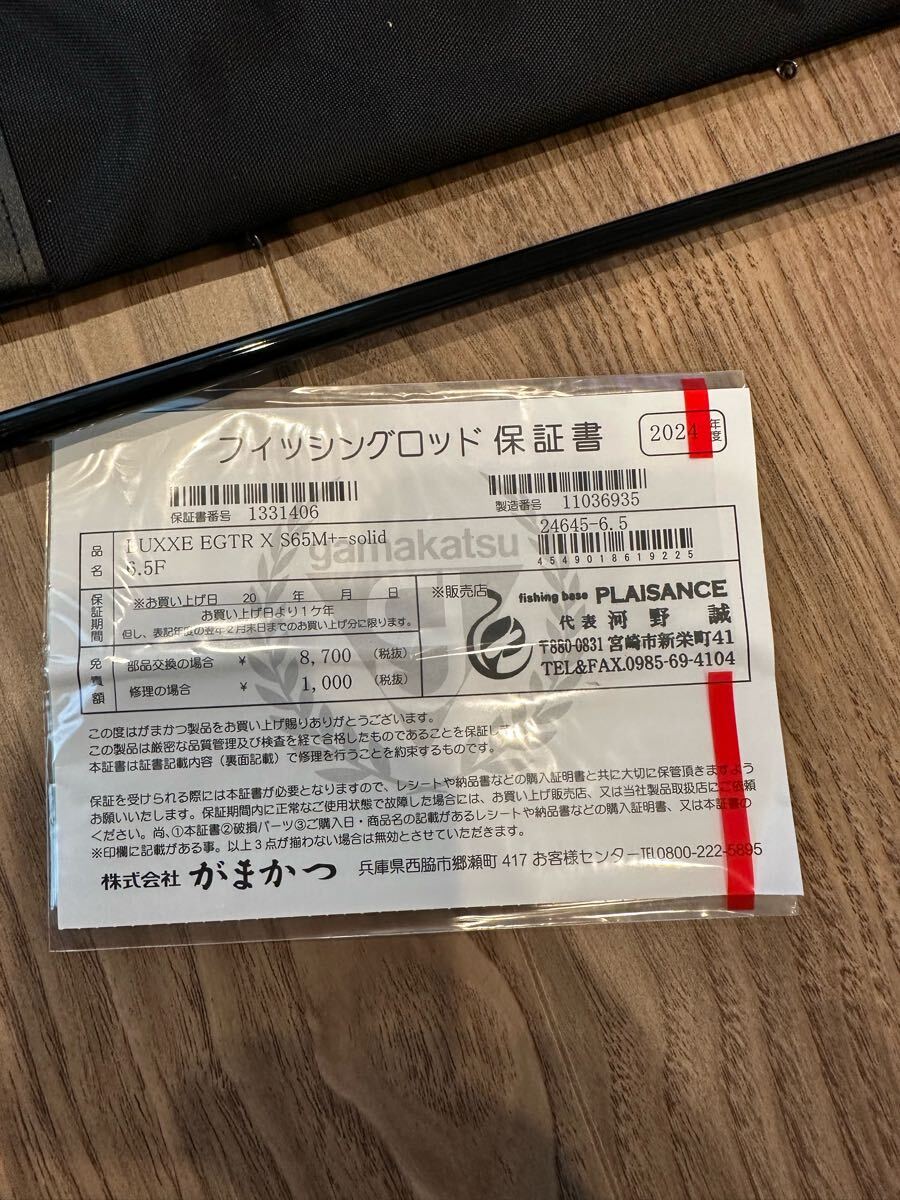 フィッシングロッド 保証書
2024 年度
保証書番号 1331406
製造番号 11036935
品名
LUXXE EGTR X S65M+-solid
6.5F
gamakatsu
24645-6.5
4549018619225
保証期間
※お買い上げ日 20 年 月 日
お買い上げ日より1ケ年
但し、表記年度の翌年2月末日までのお買い上げ分に限ります。
※販売店
fishing base PLAISANCE
代表 河野 誠
〒880-0831 宮崎市新栄町41
TEL&FAX.0985-69-4104
免責額
部品交換の場合 ¥ 8,700 (税抜)
修理の場合 ¥ 1,000 (税抜)
この度はがまかつ製品をお買い上げ賜りありがとうございます。
この製品は厳密な品質管理及び検査を経て合格したものであることを保証し
本証書は証書記載内容（裏面記載）で修理を行うことを約束するものです。
保証を受けられる際には本証書が必要となりますので、レシートや納品書などの購入証明書と共に大切に保管頂きますよう
お願いいたします。保証期間内に正常なご使用状態で故障した場合には、お買い上げ販売店、又は当社製品取扱店にご依頼
ください。尚、①本証書②破損パーツ③ご購入日・商品名の記載があるレシートや納品書などの購入証明書、又は本証書の
※印欄に記載がある事。以上3点が揃わない場合は無効とさせていただきます。
株式会社 がまかつ 兵庫県西脇市郷瀬町 417 お客様センターTEL0800-222-5895